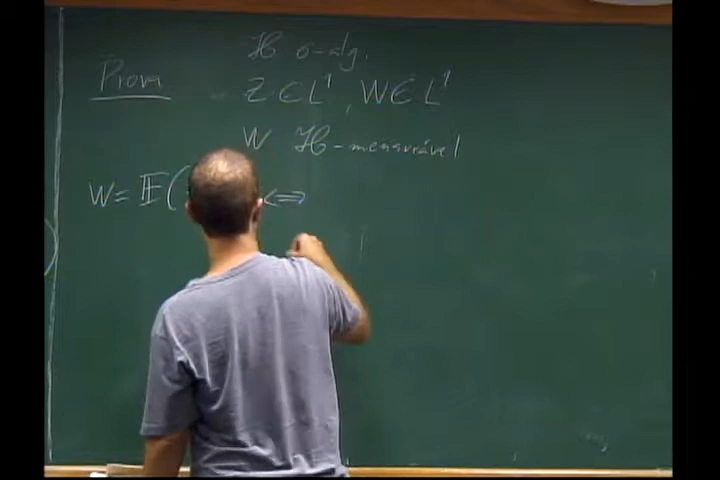 ℋ σ-alg.
Prova Z ∈ L¹, W ∈ L¹
W ℋ-mensurável
W = 𝔼( ⇔